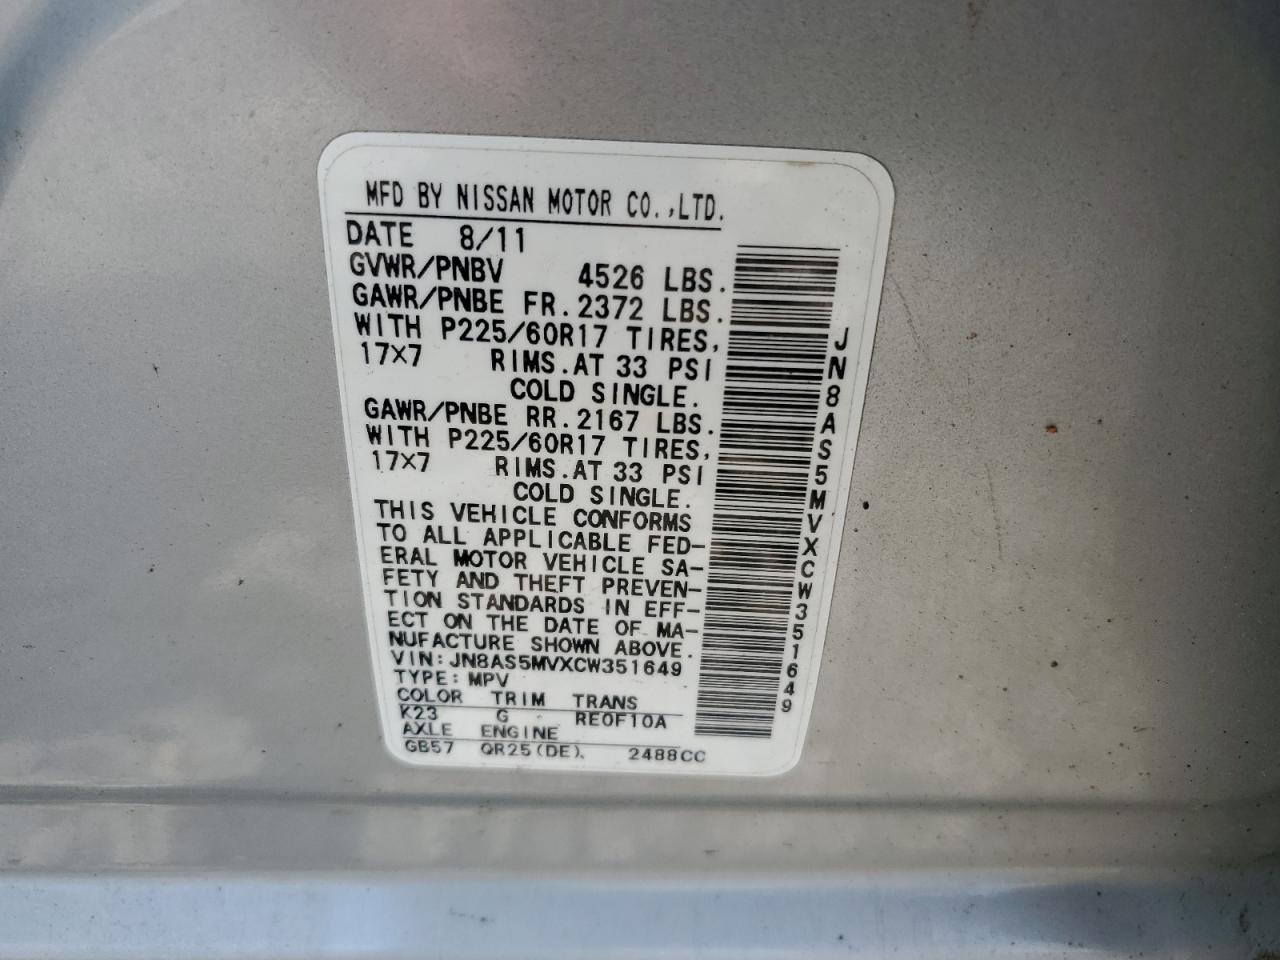 MFD BY NISSAN MOTOR CO.,LTD.
DATE 8/11
GVWR/PNBV 4526 LBS.
GAWR/PNBE FR.2372 LBS.
WITH P225/60R17 TIRES,
17×7 RIMS.AT 33 PSI
COLD SINGLE.
GAWR/PNBE RR.2167 LBS.
WITH P225/60R17 TIRES,
17×7 RIMS.AT 33 PSI
COLD SINGLE.
THIS VEHICLE CONFORMS
TO ALL APPLICABLE FED-
ERAL MOTOR VEHICLE SA-
FETY AND THEFT PREVEN-
TION STANDARDS IN EFF-
ECT ON THE DATE OF MA-
NUFACTURE SHOWN ABOVE.
VIN:JN8AS5MVXCW351649
TYPE:MPV
COLOR TRIM TRANS
K23 G RE0F10A
AXLE ENGINE
GB57 QR25(DE), 2488CC
JN8AS5MVXCW351649